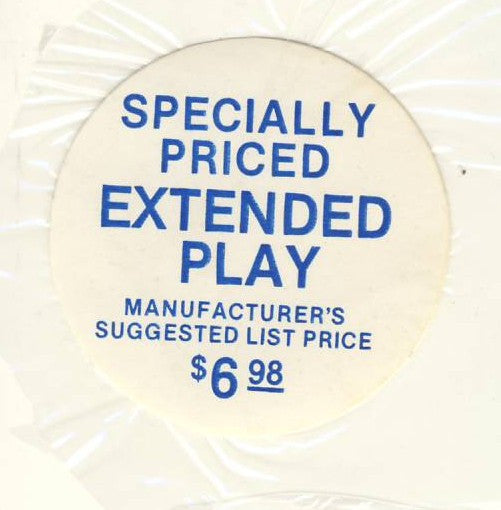 SPECIALLY
PRICED
EXTENDED
PLAY
MANUFACTURER'S
SUGGESTED LIST PRICE
$6 98